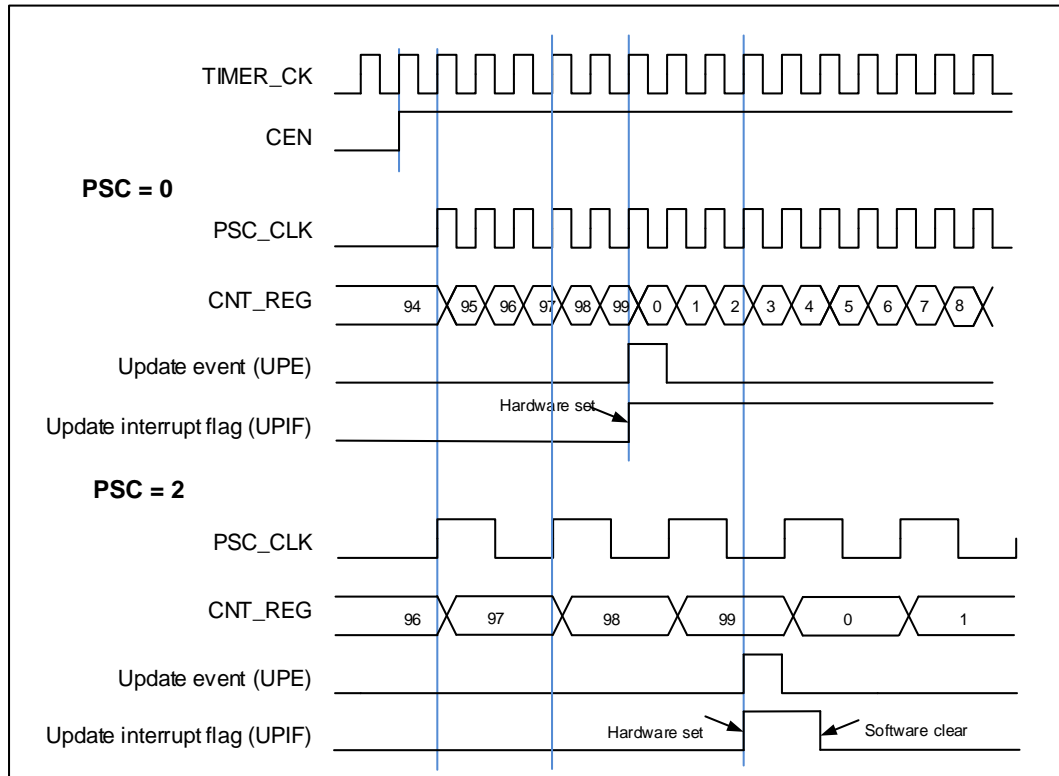 TIMER_CK
CEN
PSC = 0
PSC_CLK
CNT_REG 94 95 96 97 98 99 0 1 2 3 4 5 6 7 8
Update event (UPE)
Hardware set
Update interrupt flag (UPIF)
PSC = 2
PSC_CLK
CNT_REG 96 97 98 99 0 1
Update event (UPE)
Update interrupt flag (UPIF) Hardware set Software clear